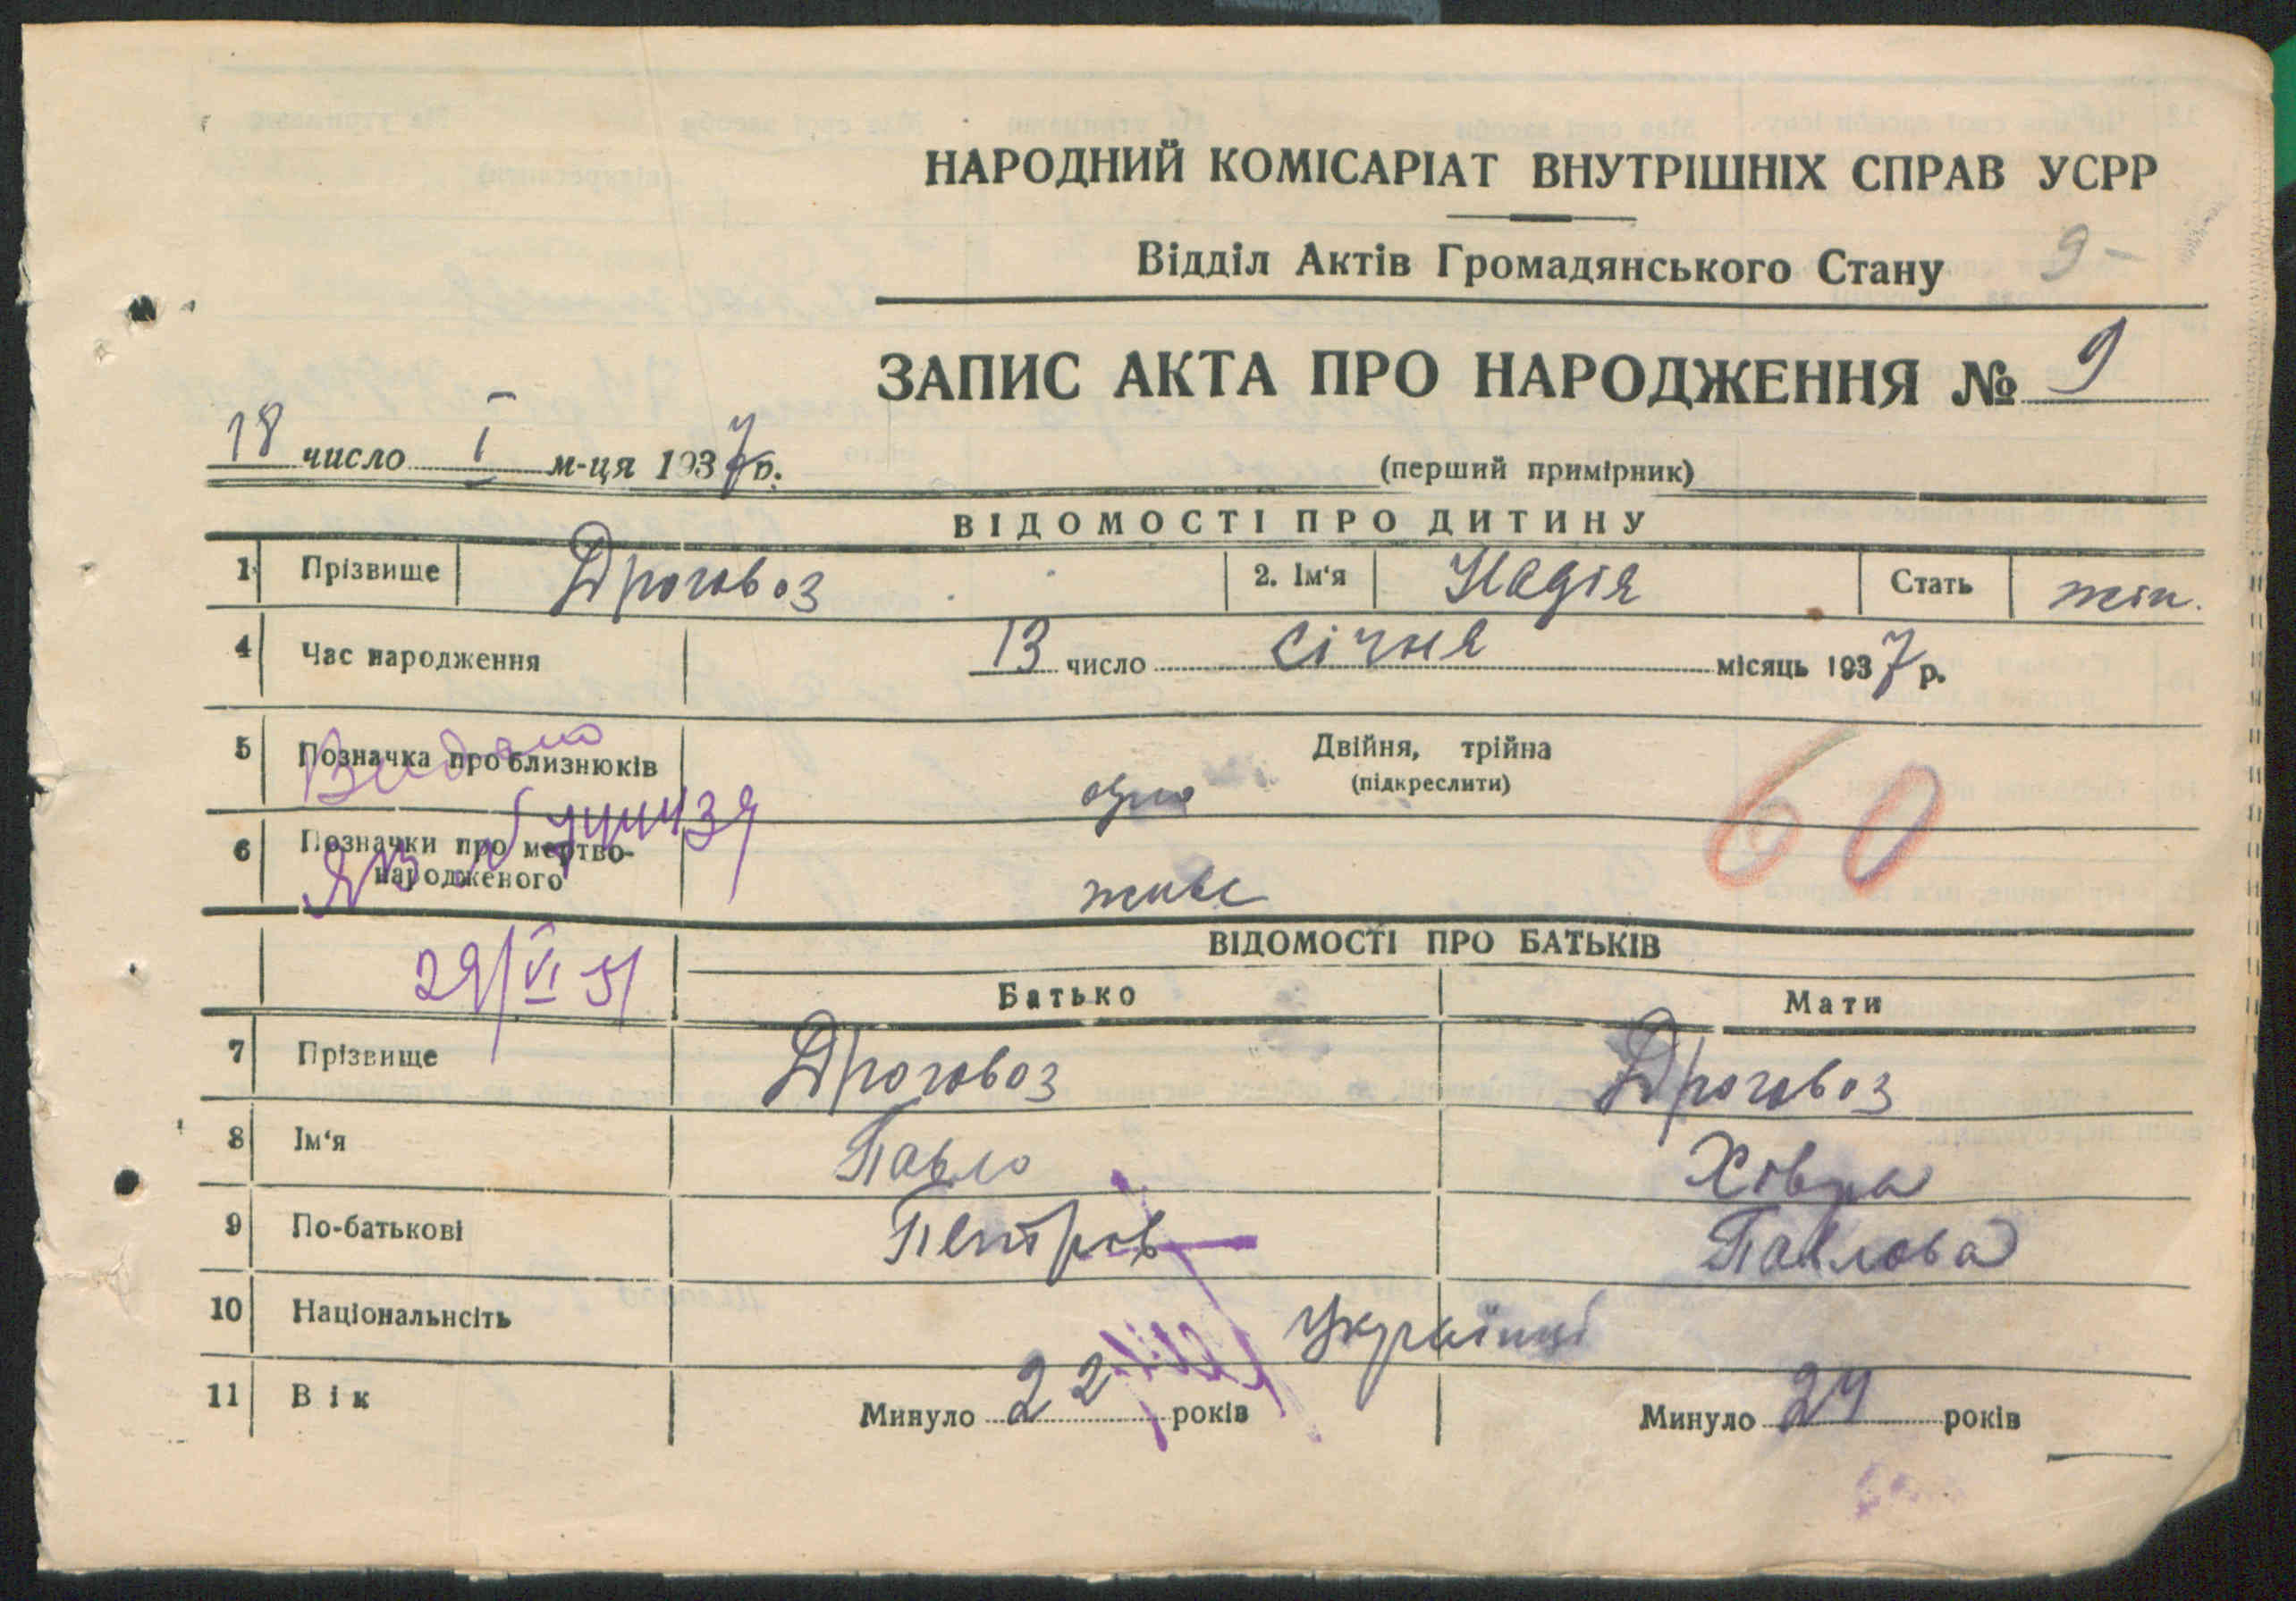 НАРОДНИЙ КОМІСАРІАТ ВНУТРІШНІХ СПРАВ УСРР
Відділ Актів Громадянського Стану 9-
ЗАПИС АКТА ПРО НАРОДЖЕННЯ № 9
18 число І м-ця 1937 р.
(перший примірник)
ВІДОМОСТІ ПРО ДИТИНУ
1 Прізвище Дроговоз 2. Ім'я Надія Стать жін.
4 Час народження 13 число січня місяць 1937 р.
5 Позначка про близнюків Двійня, трійна
(підкреслити)
одно
Видано
6 Позначки про мертво-
народженого
живе
60
ВІДОМОСТІ ПРО БАТЬКІВ
29/VI 51
Батько Мати
7 Прізвище Дроговоз Дроговоз
8 Ім'я Павло Хівря
9 По-батькові Петров Павлова
10 Національнсіть Українці
11 Вік Минуло 22 років Минуло 24 років